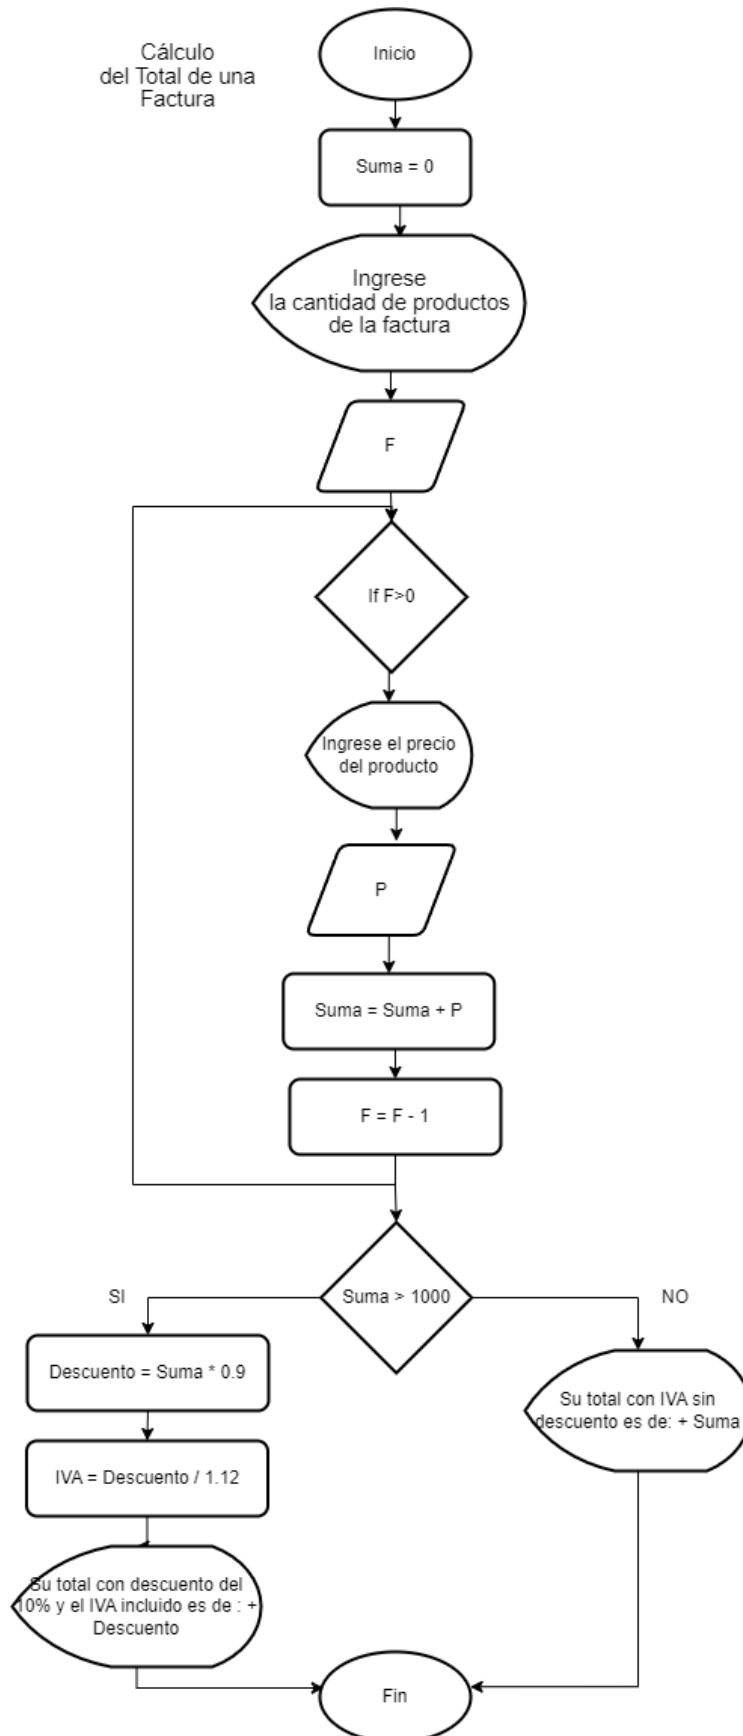 Cálculo
del Total de una
Factura
Inicio
Suma = 0
Ingrese
la cantidad de productos
de la factura
F
If F>0
Ingrese el precio
del producto
P
Suma = Suma + P
F = F - 1
Suma > 1000
SI
NO
Descuento = Suma * 0.9
IVA = Descuento / 1.12
Su total con descuento del
10% y el IVA incluido es de : +
Descuento
Su total con IVA sin
descuento es de: + Suma
Fin